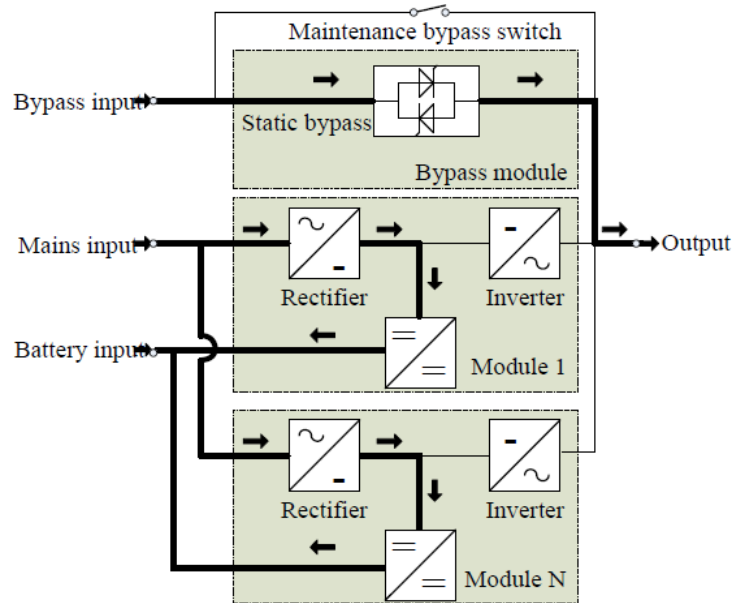 Maintenance bypass switch
Bypass input
Static bypass
Bypass module
Mains input
Output
Rectifier
Inverter
Battery input
Module 1
Rectifier
Inverter
Module N